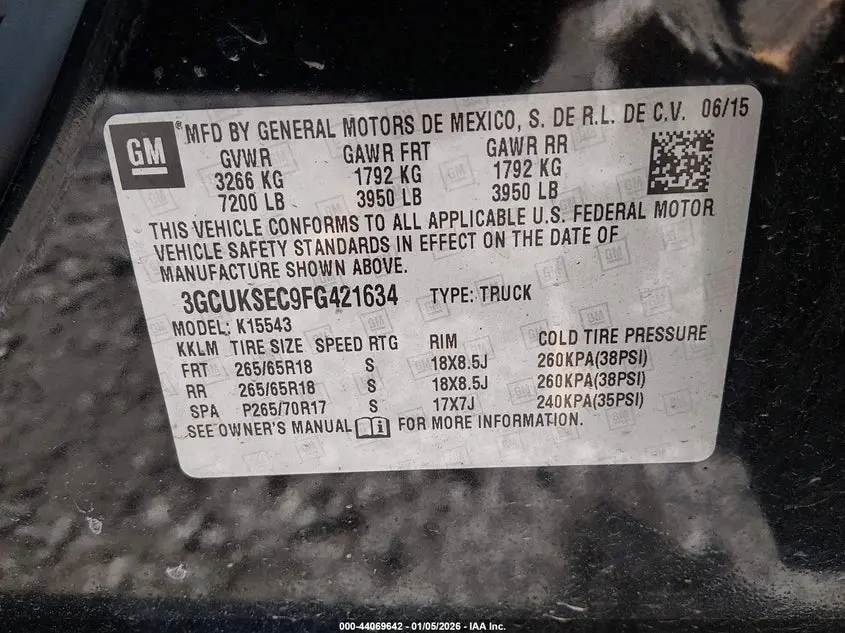 GM
® MFD BY GENERAL MOTORS DE MEXICO, S. DE R.L. DE C.V. 06/15
GVWR GAWR FRT GAWR RR
3266 KG 1792 KG 1792 KG
7200 LB 3950 LB 3950 LB
THIS VEHICLE CONFORMS TO ALL APPLICABLE U.S. FEDERAL MOTOR
VEHICLE SAFETY STANDARDS IN EFFECT ON THE DATE OF
MANUFACTURE SHOWN ABOVE.
3GCUKSEC9FG421634 TYPE: TRUCK
MODEL: K15543
KKLM TIRE SIZE SPEED RTG RIM COLD TIRE PRESSURE
FRT 265/65R18 S 18X8.5J 260KPA(38PSI)
RR 265/65R18 S 18X8.5J 260KPA(38PSI)
SPA P265/70R17 S 17X7J 240KPA(35PSI)
SEE OWNER'S MANUAL FOR MORE INFORMATION.
000-44069642 - 01/05/2026 - IAA Inc.